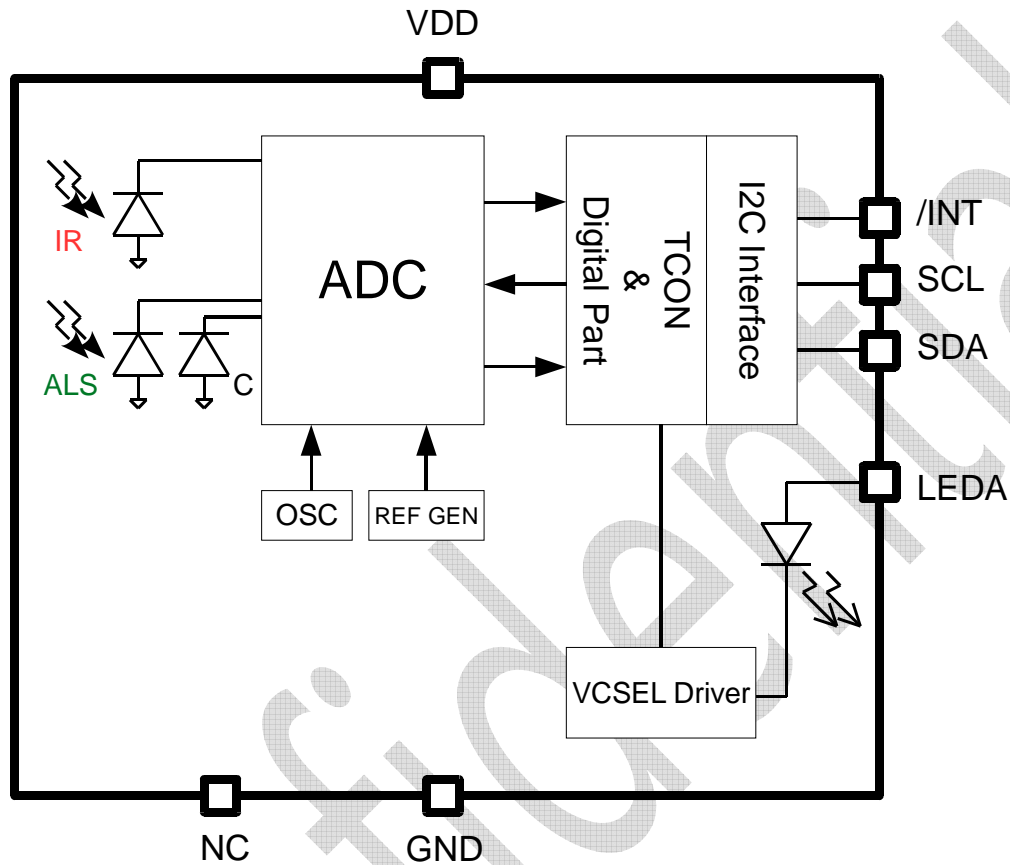 VDD
IR
ADC
Digital Part
&
TCON
I2C Interface
/INT
SCL
SDA
ALS
C
OSC
REF GEN
LEDA
VCSEL Driver
NC
GND